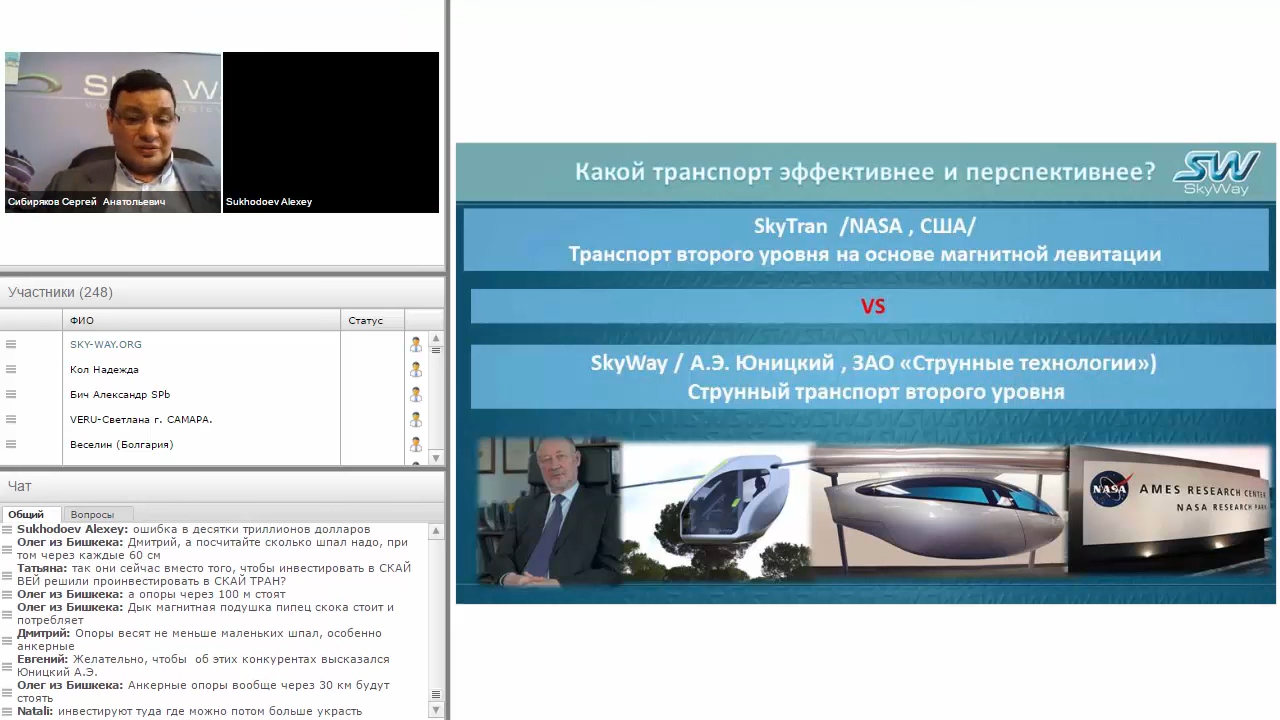 SKY W
Сибиряков Сергей Анатольевич
Sukhodoev Alexey
Участники (248)
ФИО
Статус
SKY-WAY.ORG
Кол Надежда
Бич Александр SPb
VERU-Светлана г. САМАРА.
Веселин (Болгария)
Чат
Общий
Вопросы
Sukhodoev Alexey: ошибка в десятки триллионов долларов
Олег из Бишкека: Дмитрий, а посчитайте сколько шпал надо, при
том через каждые 60 см
Татьяна: так они сейчас вместо того, чтобы инвестировать в СКАЙ
ВЕЙ решили проинвестировать в СКАЙ ТРАН?
Олег из Бишкека: а опоры через 100 м стоят
Олег из Бишкека: Дык магнитная подушка пипец скока стоит и
потребляет
Дмитрий: Опоры весят не меньше маленьких шпал, особенно
анкерные
Евгений: Желательно, чтобы об этих конкурентах высказался
Юницкий А.Э.
Олег из Бишкека: Анкерные опоры вообще через 30 км будут
стоять
Natali: инвестируют туда где можно потом больше украсть
Какой транспорт эффективнее и перспективнее?
SW
SkyWay
SkyTran /NASA , США/
Транспорт второго уровня на основе магнитной левитации
VS
SkyWay / А.Э. Юницкий , ЗАО «Струнные технологии»)
Струнный транспорт второго уровня
NASA
AMES RESEARCH CENTER
NASA RESEARCH PARK